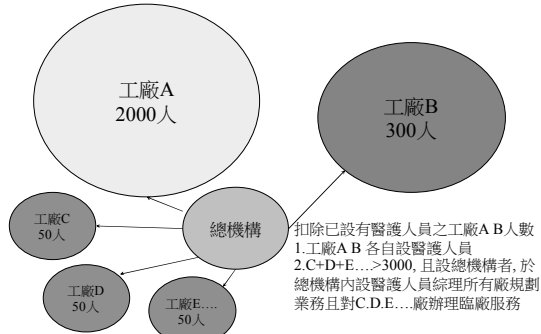 工廠A
2000人
工廠B
300人
總機構
工廠C
50人
工廠D
50人
工廠E….
50人
扣除已設有醫護人員之工廠A B人數
1.工廠A B 各自設醫護人員
2.C+D+E….>3000, 且設總機構者, 於
總機構內設醫護人員綜理所有廠規劃
業務且對C.D.E….廠辦理臨廠服務